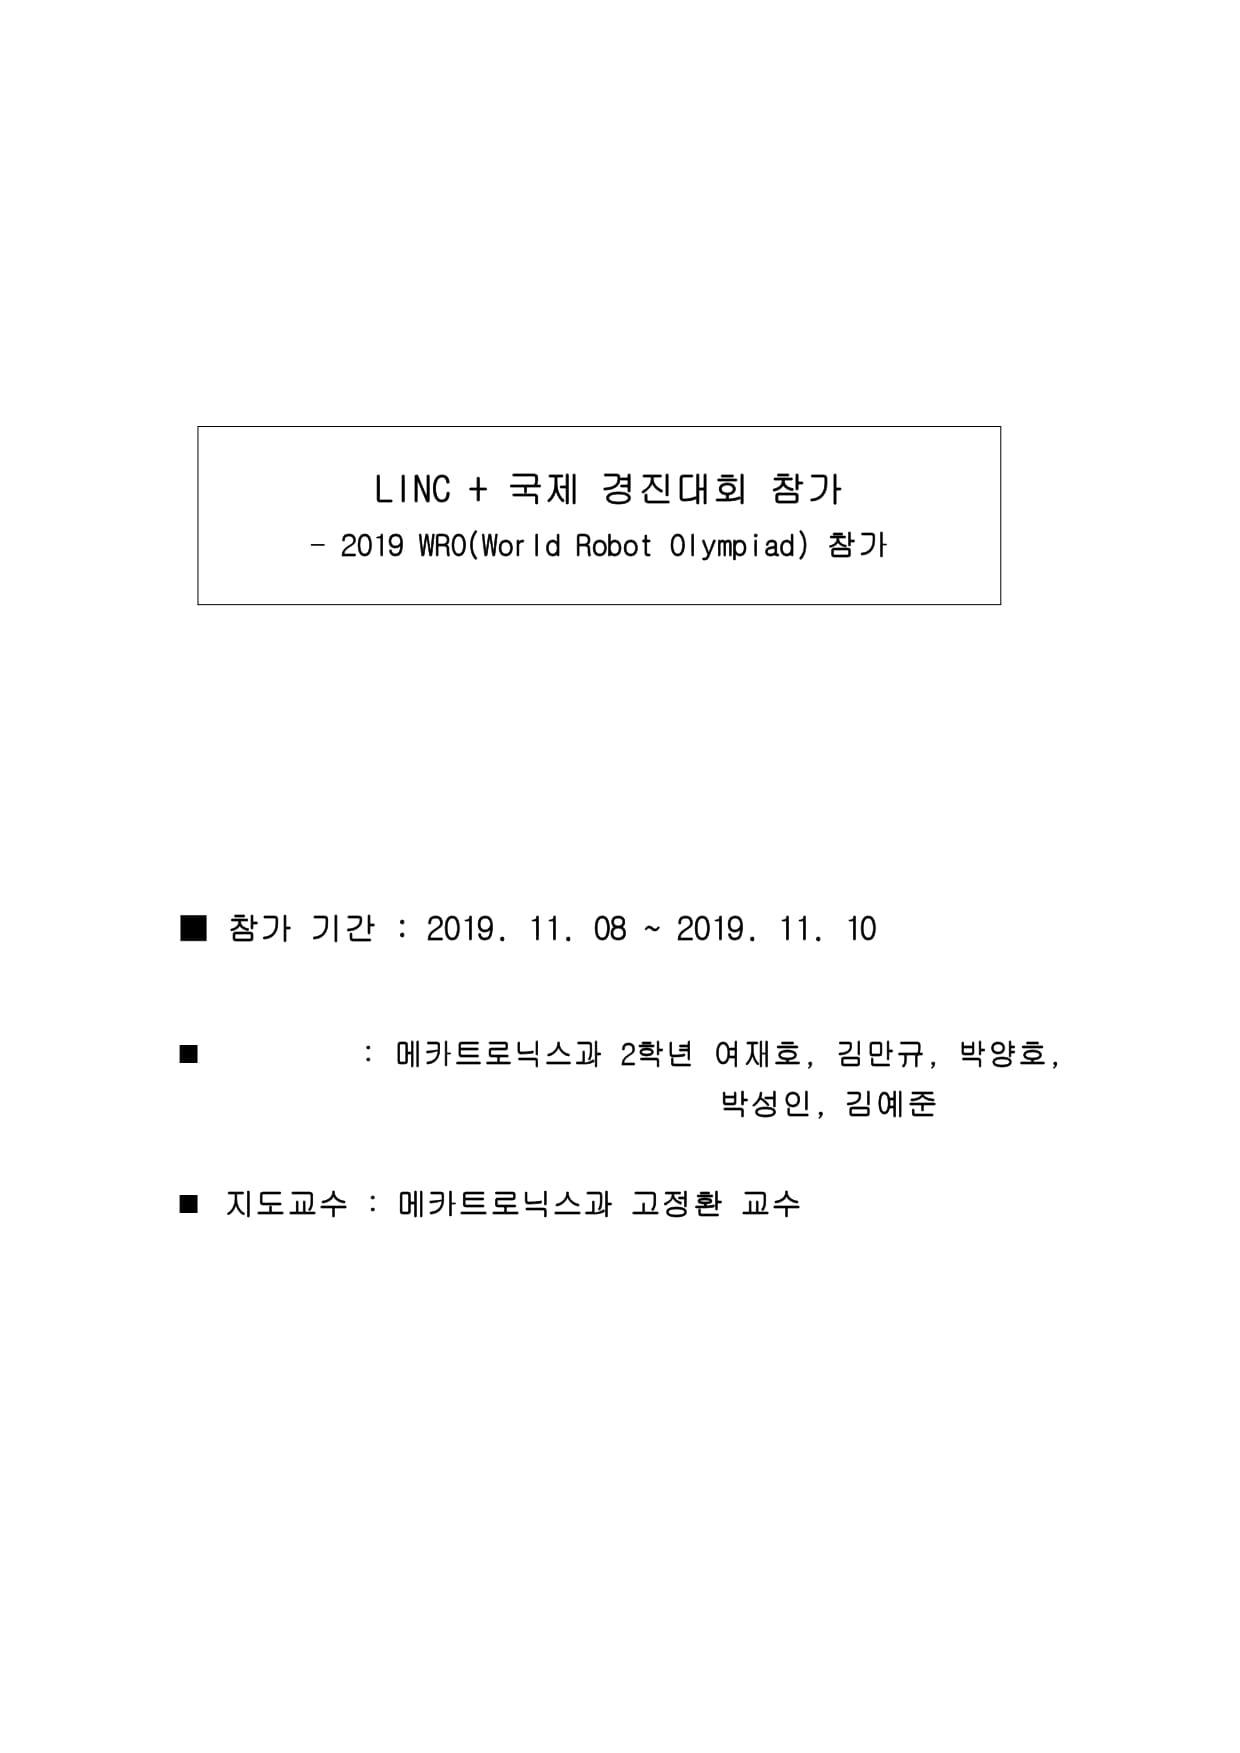 LINC + 국제 경진대회 참가
- 2019 WRO(World Robot Olympiad) 참가
■ 참가 기간 : 2019. 11. 08 ~ 2019. 11. 10
■ : 메카트로닉스과 2학년 여재호, 김만규, 박양호,
박성인, 김예준
■ 지도교수 : 메카트로닉스과 고정환 교수